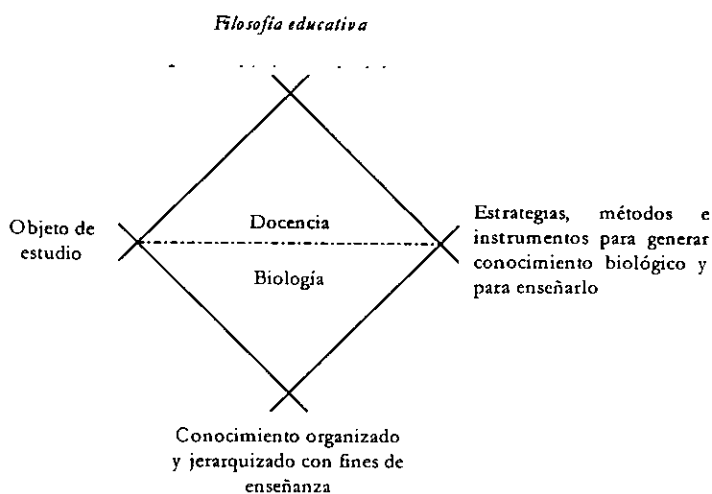 Filosofía educativa
Objeto de
estudio
Docencia
Biología
Estrategias, métodos e
instrumentos para generar
conocimiento biológico y
para enseñarlo
Conocimiento organizado
y jerarquizado con fines de
enseñanza